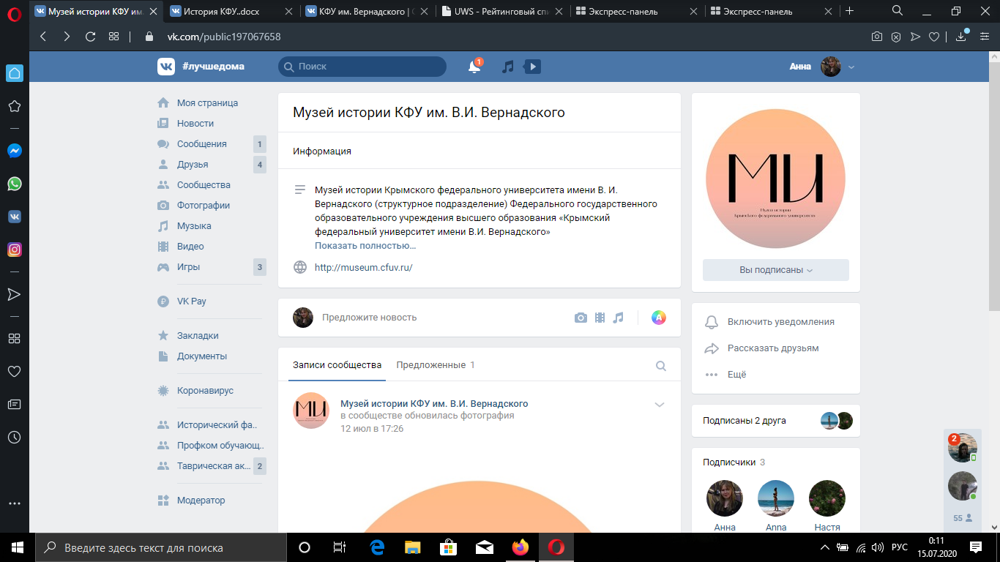 Музей истории КФУ им.
История КФУ..docx
КФУ им. Вернадского | С
UWS - Рейтинговый спи
Экспресс-панель
Экспресс-панель
vk.com/public197067658
#лучшедома
Поиск
1
Анна
Моя страница
Новости
Сообщения 1
Друзья 4
Сообщества
Фотографии
Музыка
Видео
Игры 3
VK Pay
Закладки
Документы
Коронавирус
Исторический фа..
Профком обучающ..
Таврическая ак... 2
Модератор
Музей истории КФУ им. В.И. Вернадского
Информация
Музей истории Крымского федерального университета имени В. И.
Вернадского (структурное подразделение) Федерального государственного
образовательного учреждения высшего образования «Крымский
федеральный университет имени В.И. Вернадского»
Показать полностью...
http://museum.cfuv.ru/
Предложите новость
A
Записи сообщества
Предложенные 1
МИ
Музей истории КФУ им. В.И. Вернадского
в сообществе обновилась фотография
12 июл в 17:26
МИ
Музей истории
Крымского федерального университета
Вы подписаны
Включить уведомления
Рассказать друзьям
Ещё
Подписаны 2 друга
Подписчики 3
Анна
Anna
Настя
2
55
Введите здесь текст для поиска
РУС
0:11
15.07.2020